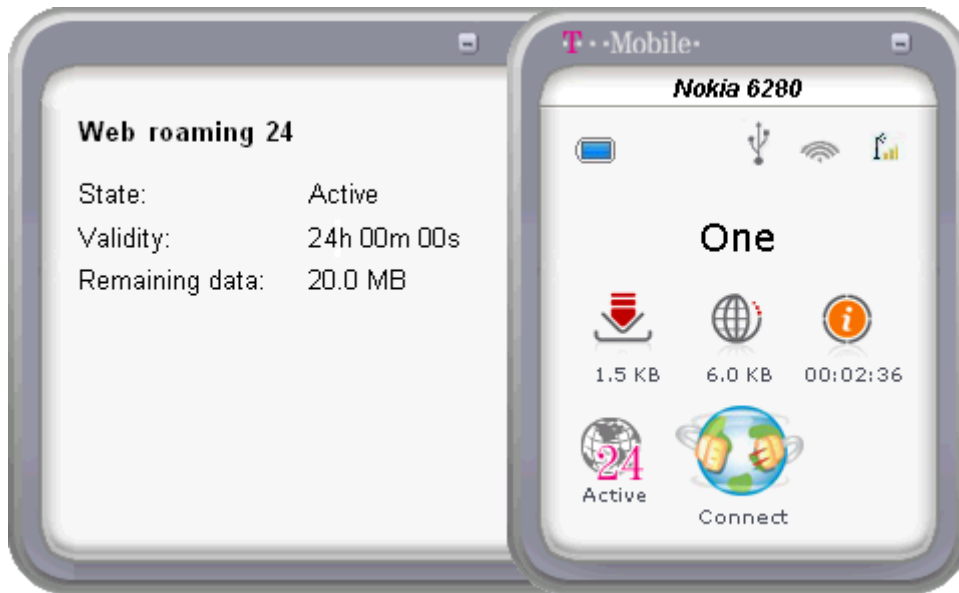 Web roaming 24
State: Active
Validity: 24h 00m 00s
Remaining data: 20.0 MB
T··Mobile·
Nokia 6280
One
1.5 KB 6.0 KB 00:02:36
24
Active
Connect